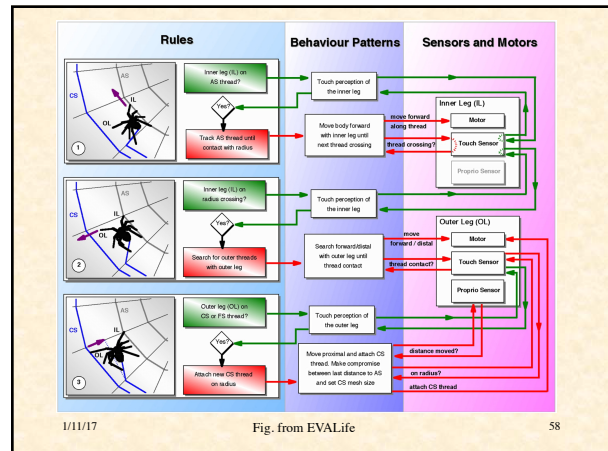 Rules
Behaviour Patterns
Sensors and Motors
AS
IL
CS
OL
1
Inner leg (IL) on
AS thread?
Yes?
Track AS thread until
contact with radius
Touch perception of
the inner leg
Move body forward
with inner leg until
next thread crossing
move forward
along thread
thread crossing?
Inner Leg (IL)
Motor
Touch Sensor
Proprio Sensor
AS
CS
IL
OL
2
Inner leg (IL) on
radius crossing?
Yes?
Search for outer threads
with outer leg
Touch perception of
the inner leg
Search forward/distal
with outer leg until
thread contact
move
forward / distal
thread contact?
Outer Leg (OL)
Motor
Touch Sensor
Proprio Sensor
AS
CS
IL
OL
3
Outer leg (OL) on
CS or FS thread?
Yes?
Attach new CS thread
on radius
Touch perception of
the outer leg
Move proximal and attach CS
thread. Make compromise
between last distance to AS
and set CS mesh size
distance moved?
on radius?
attach CS thread
1/11/17
Fig. from EVALife
58